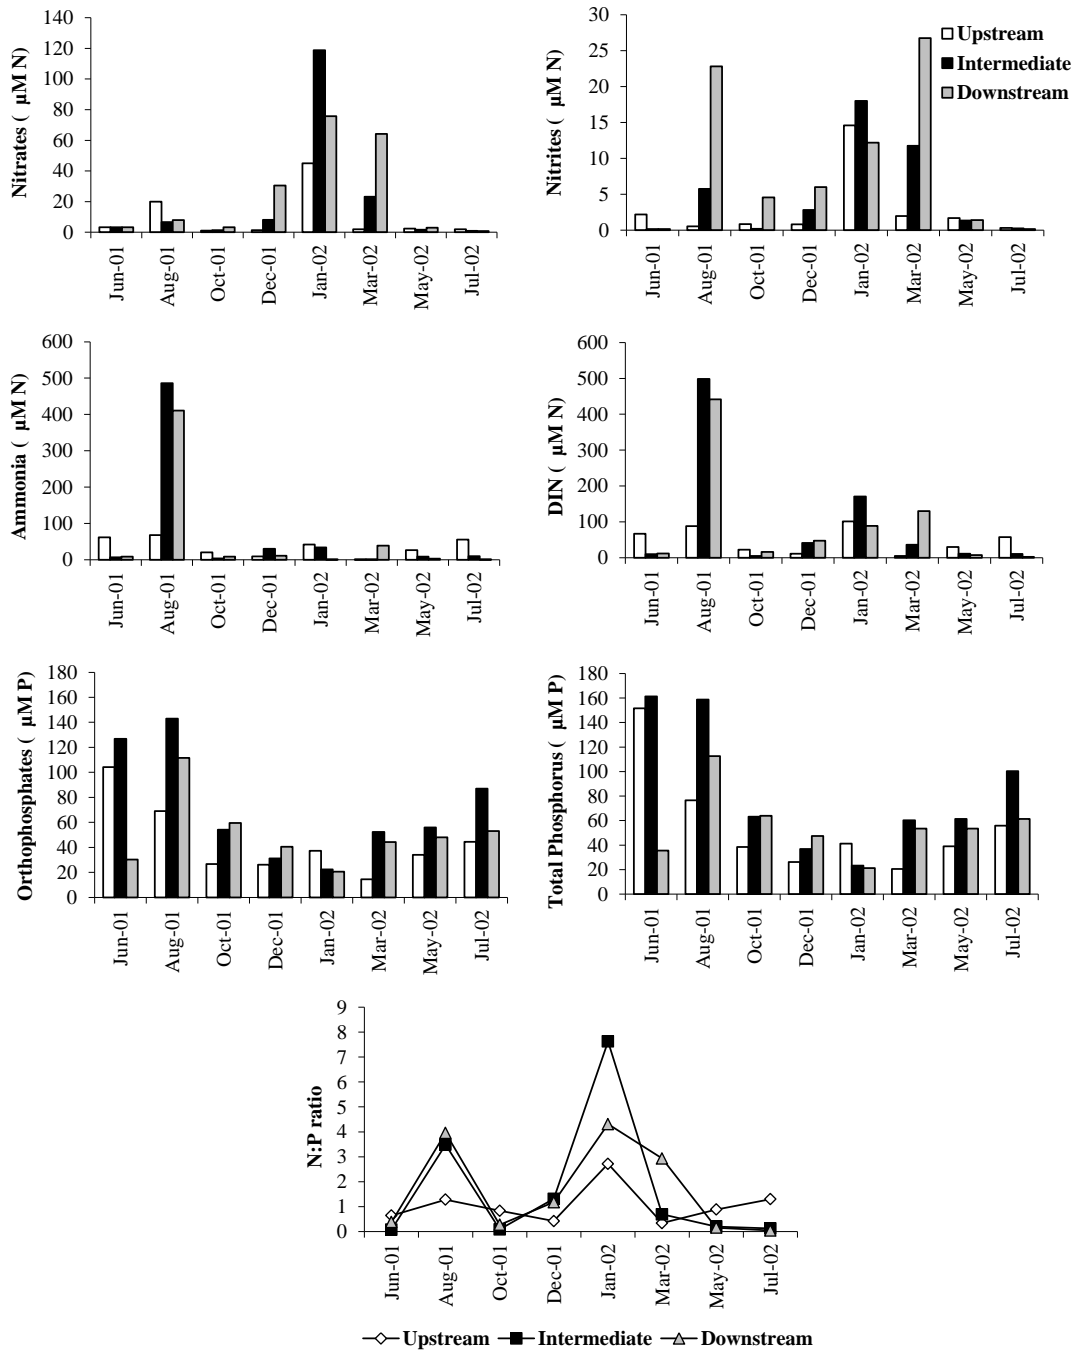 Nitrates ( μM N)
140
120
100
80
60
40
20
0
Jun-01
Aug-01
Oct-01
Dec-01
Jan-02
Mar-02
May-02
Jul-02
Nitrites ( μM N)
30
25
20
15
10
5
0
Jun-01
Aug-01
Oct-01
Dec-01
Jan-02
Mar-02
May-02
Jul-02
Upstream
Intermediate
Downstream
Ammonia ( μM N)
600
500
400
300
200
100
0
Jun-01
Aug-01
Oct-01
Dec-01
Jan-02
Mar-02
May-02
Jul-02
DIN ( μM N)
600
500
400
300
200
100
0
Jun-01
Aug-01
Oct-01
Dec-01
Jan-02
Mar-02
May-02
Jul-02
Orthophosphates ( μM P)
180
160
140
120
100
80
60
40
20
0
Jun-01
Aug-01
Oct-01
Dec-01
Jan-02
Mar-02
May-02
Jul-02
Total Phosphorus ( μM P)
180
160
140
120
100
80
60
40
20
0
Jun-01
Aug-01
Oct-01
Dec-01
Jan-02
Mar-02
May-02
Jul-02
N:P ratio
9
8
7
6
5
4
3
2
1
0
Jun-01
Aug-01
Oct-01
Dec-01
Jan-02
Mar-02
May-02
Jul-02
Upstream Intermediate Downstream